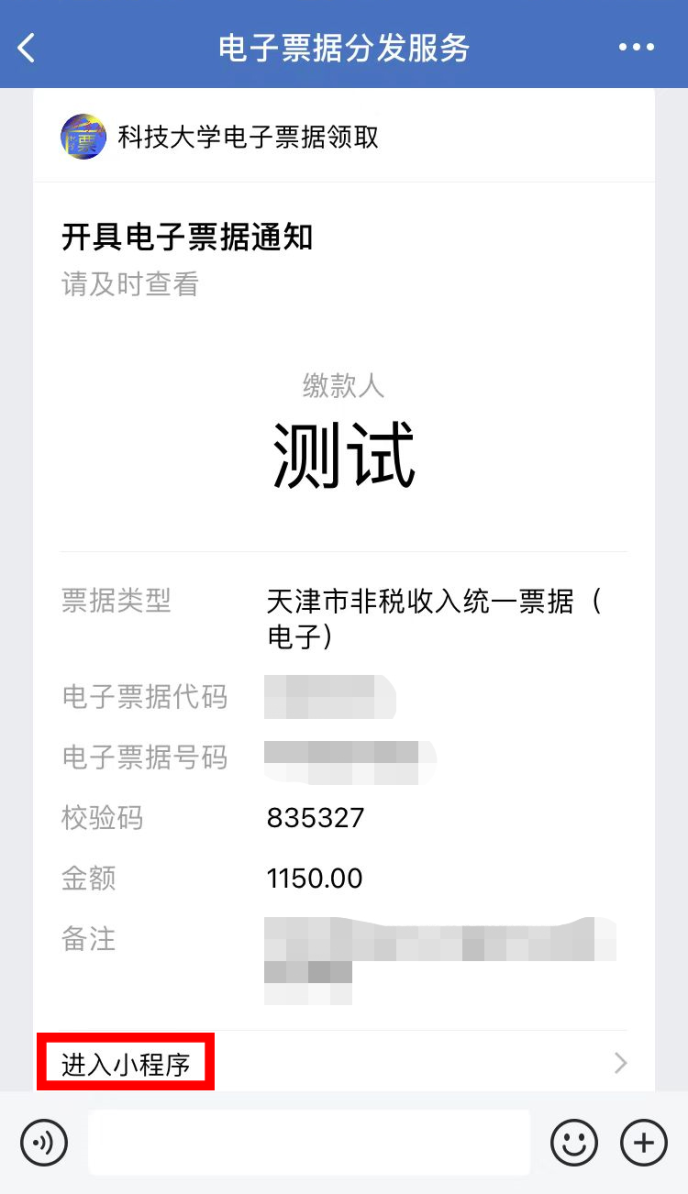 电子票据分发服务
科技大学电子票据领取
开具电子票据通知
请及时查看
缴款人
测试
票据类型 天津市非税收入统一票据（
电子）
电子票据代码
电子票据号码
校验码 835327
金额 1150.00
备注
进入小程序